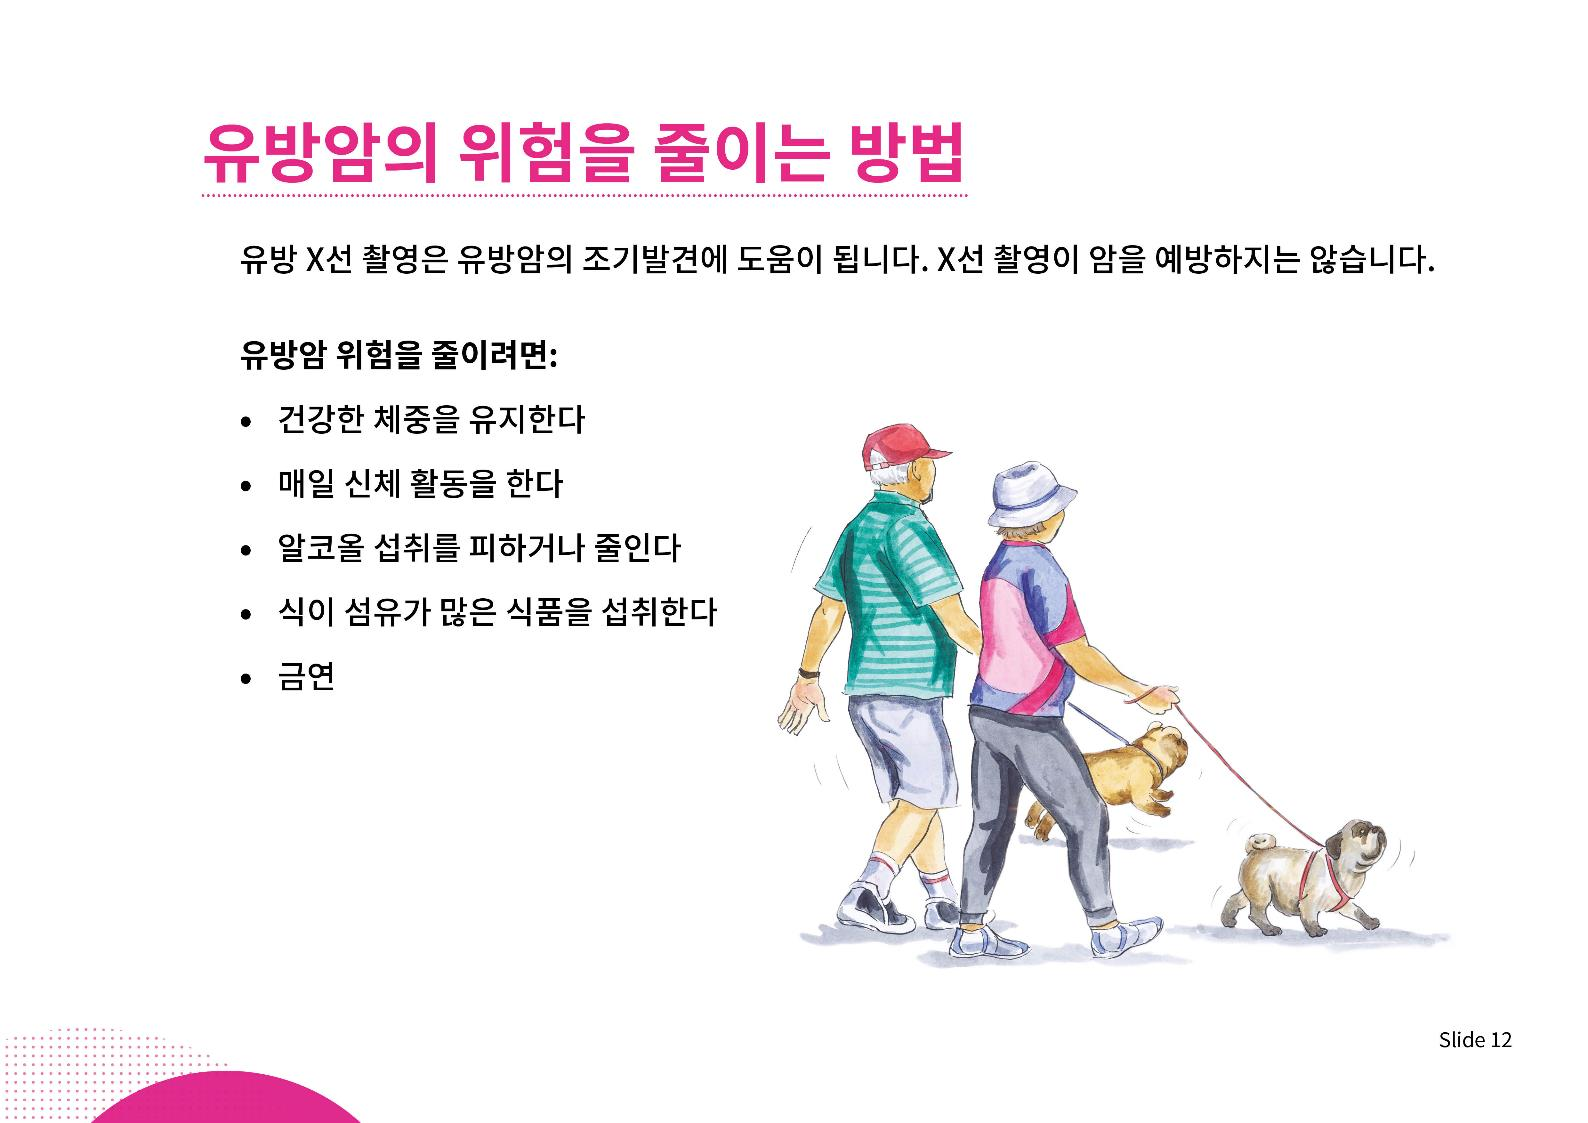 유방암의 위험을 줄이는 방법
유방 X선 촬영은 유방암의 조기발견에 도움이 됩니다. X선 촬영이 암을 예방하지는 않습니다.
유방암 위험을 줄이려면:
• 건강한 체중을 유지한다
• 매일 신체 활동을 한다
• 알코올 섭취를 피하거나 줄인다
• 식이 섬유가 많은 식품을 섭취한다
• 금연
Slide 12